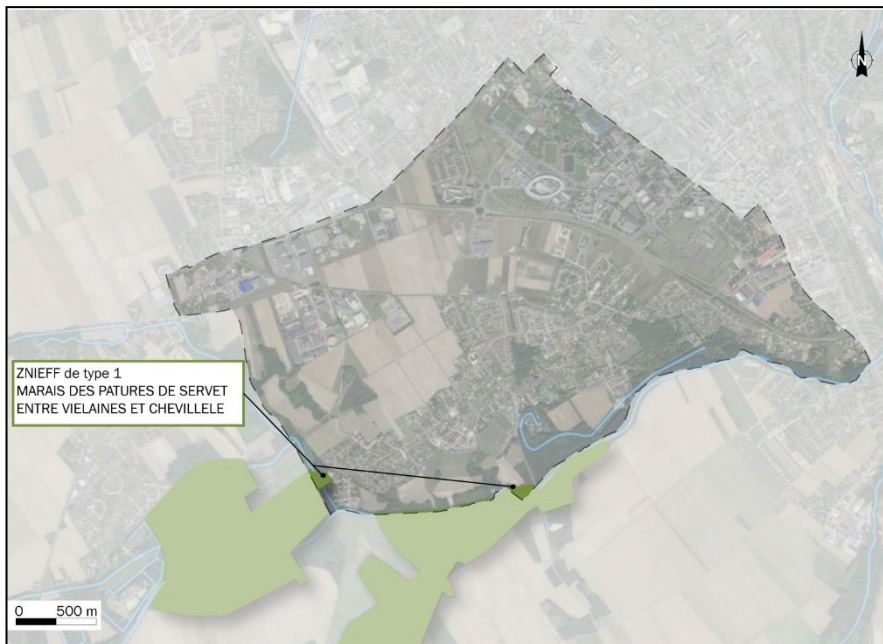 N
ZNIEFF de type 1
MARAIS DES PATURES DE SERVET
ENTRE VIELAINES ET CHEVILLELE
0 500 m